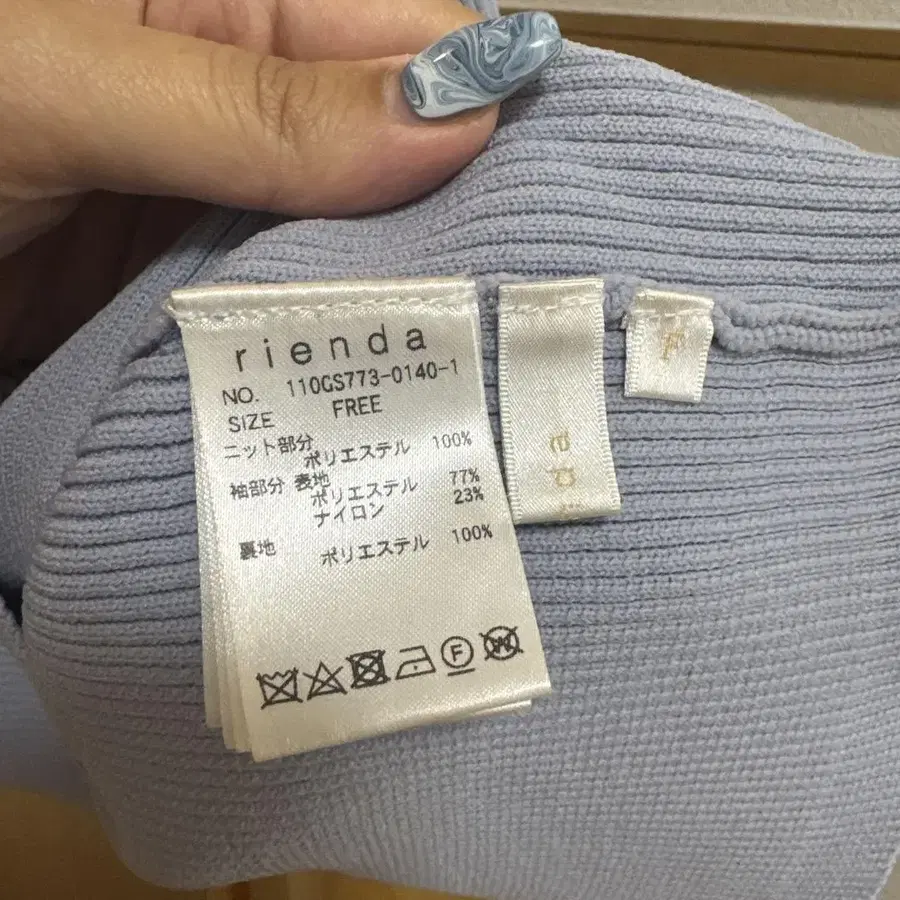 rienda
NO. 110GS773-0140-1
SIZE FREE
ニット部分
ポリエステル 100%
袖部分 表地
ポリエステル 77%
ナイロン 23%
裏地 ポリエステル 100%
F